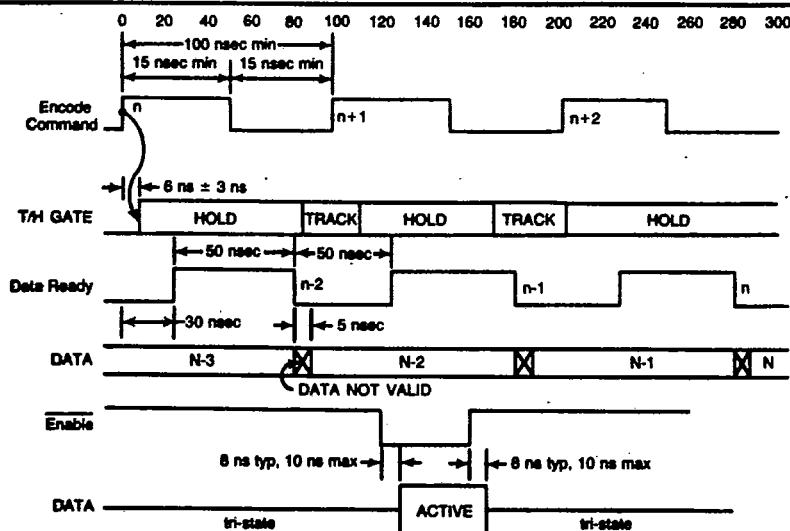 0 20 40 60 80 100 120 140 160 180 200 220 240 260 280 300
100 nsec min
15 nsec min 15 nsec min
Encode
Command
n
n+1
n+2
6 ns ± 3 ns
T/H GATE
HOLD TRACK HOLD TRACK HOLD
50 nsec 50 nsec
Data Ready
n-2 n-1 n
30 nsec 5 nsec
DATA
N-3 N-2 N-1 N
DATA NOT VALID
Enable
8 ns typ, 10 ns max 8 ns typ, 10 ns max
DATA
ACTIVE
tri-state tri-state